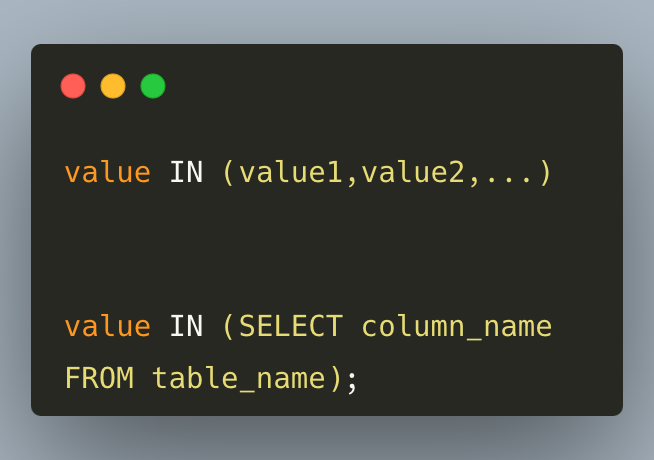 value IN (value1,value2,...)
value IN (SELECT column_name
FROM table_name);